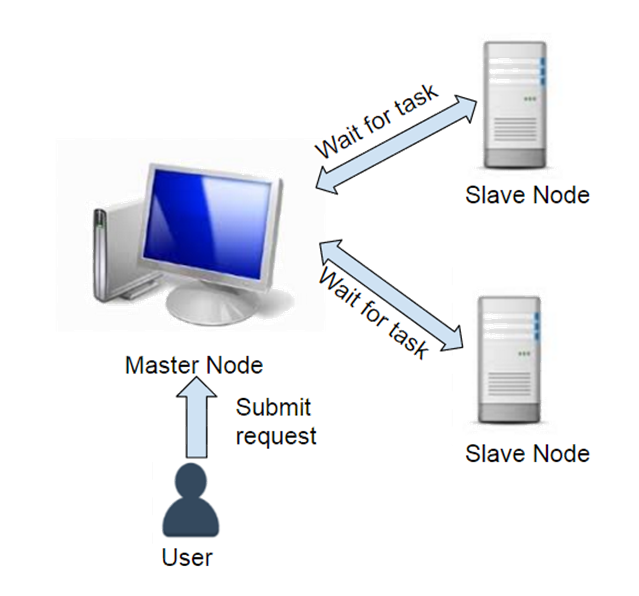 Wait for task
Slave Node
Wait for task
Master Node
Submit
request
Slave Node
User